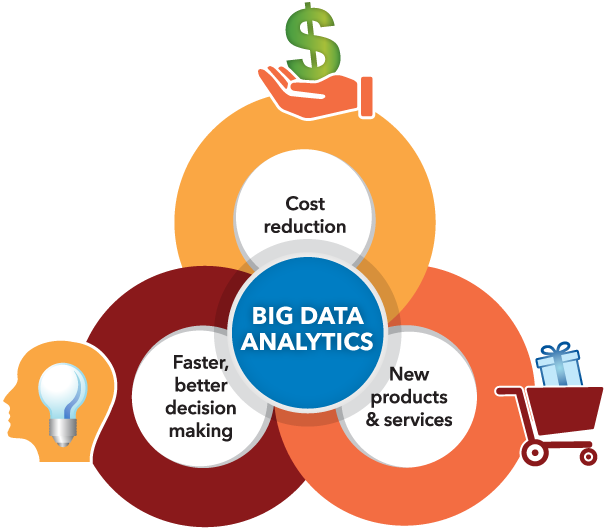 $
Cost
reduction
BIG DATA
ANALYTICS
Faster,
better
decision
making
New
products
& services